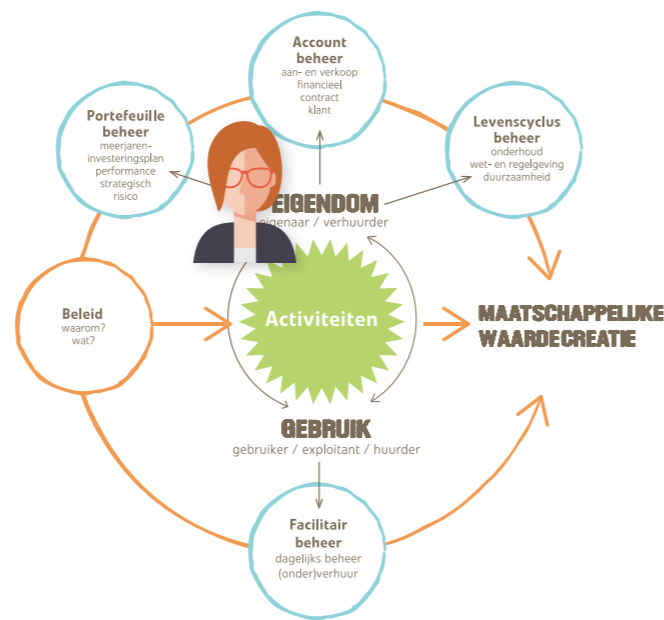 Account
beheer
aan- en verkoop
financieel
contract
klant
Portefeuille
beheer
meerjaren-
investeringsplan
performance
strategisch
risico
Levenscyclus
beheer
onderhoud
wet- en regelgeving
duurzaamheid
EIGENDOM
eigenaar / verhuurder
Beleid
waarom?
wat?
Activiteiten
MAATSCHAPPELIJKE
WAARDECREATIE
GEBRUIK
gebruiker / exploitant / huurder
Facilitair
beheer
dagelijks beheer
(onder)verhuur